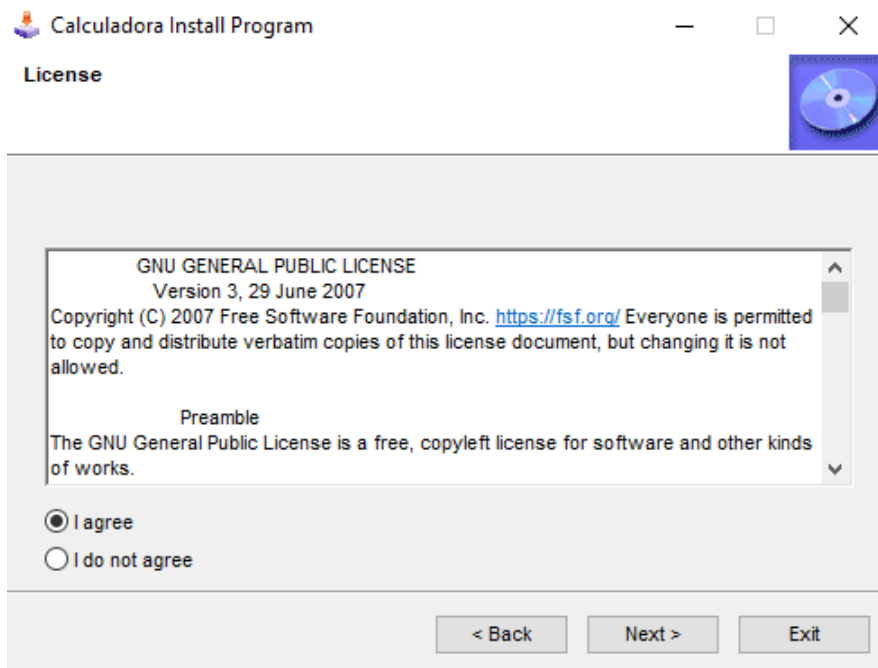 Calculadora Install Program
License
GNU GENERAL PUBLIC LICENSE
Version 3, 29 June 2007
Copyright (C) 2007 Free Software Foundation, Inc. https://fsf.org/ Everyone is permitted
to copy and distribute verbatim copies of this license document, but changing it is not
allowed.
Preamble
The GNU General Public License is a free, copyleft license for software and other kinds
of works.
I agree
I do not agree
< Back
Next >
Exit